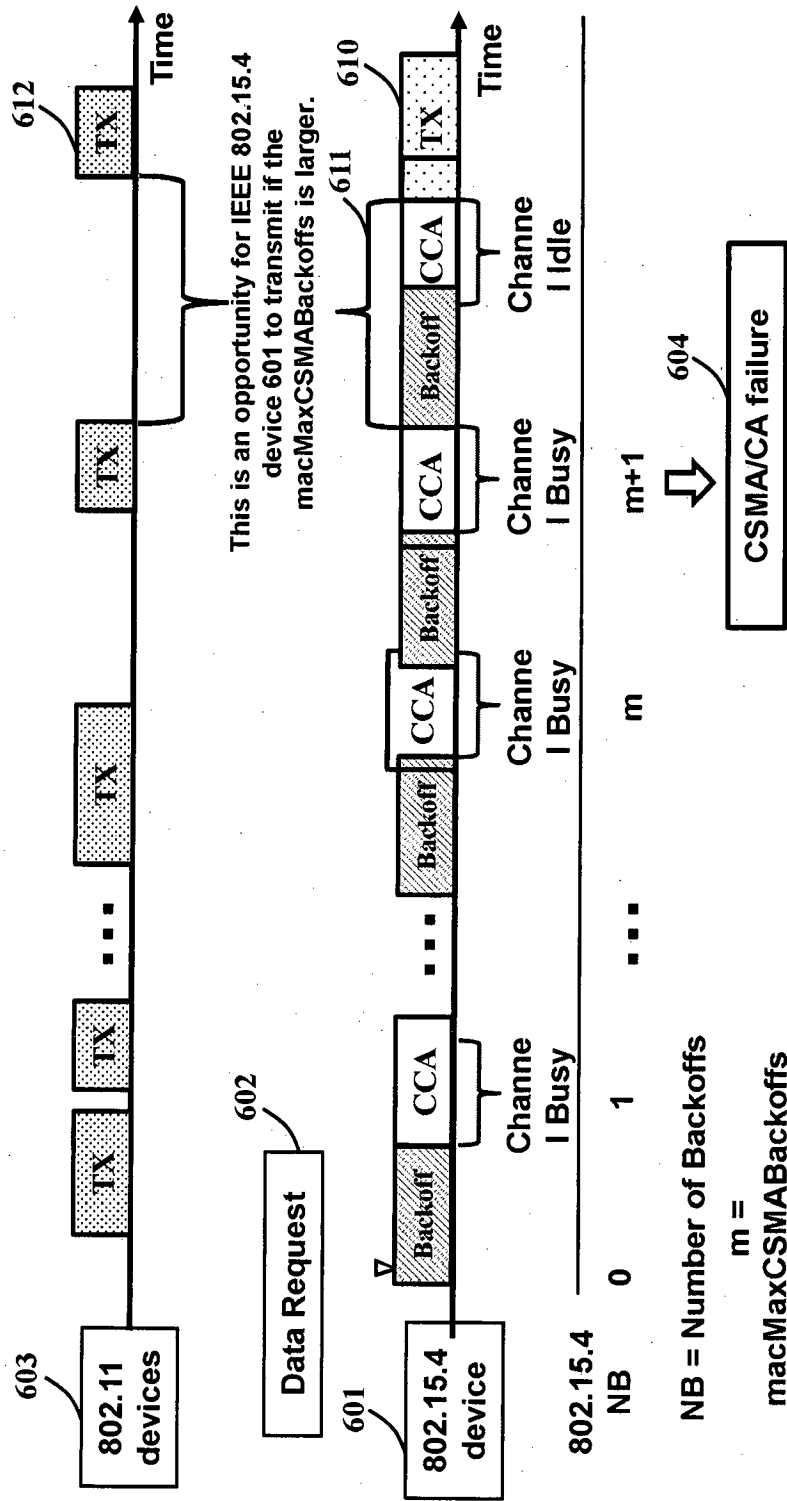 603
802.11
devices
TX
TX
▪ ▪ ▪
TX
TX
TX
612
Time
This is an opportunity for IEEE 802.15.4
device 601 to transmit if the
macMaxCSMABackoffs is larger.
602
Data Request
611
610
601
802.15.4
device
Backoff
CCA
▪ ▪ ▪
Backoff
CCA
Backoff
CCA
Backoff
CCA
TX
Time
Channe
l Busy
Channe
l Busy
Channe
l Busy
Channe
l Idle
802.15.4
NB
0
1
▪ ▪ ▪
m
m+1
NB = Number of Backoffs
m =
macMaxCSMABackoffs
604
CSMA/CA failure